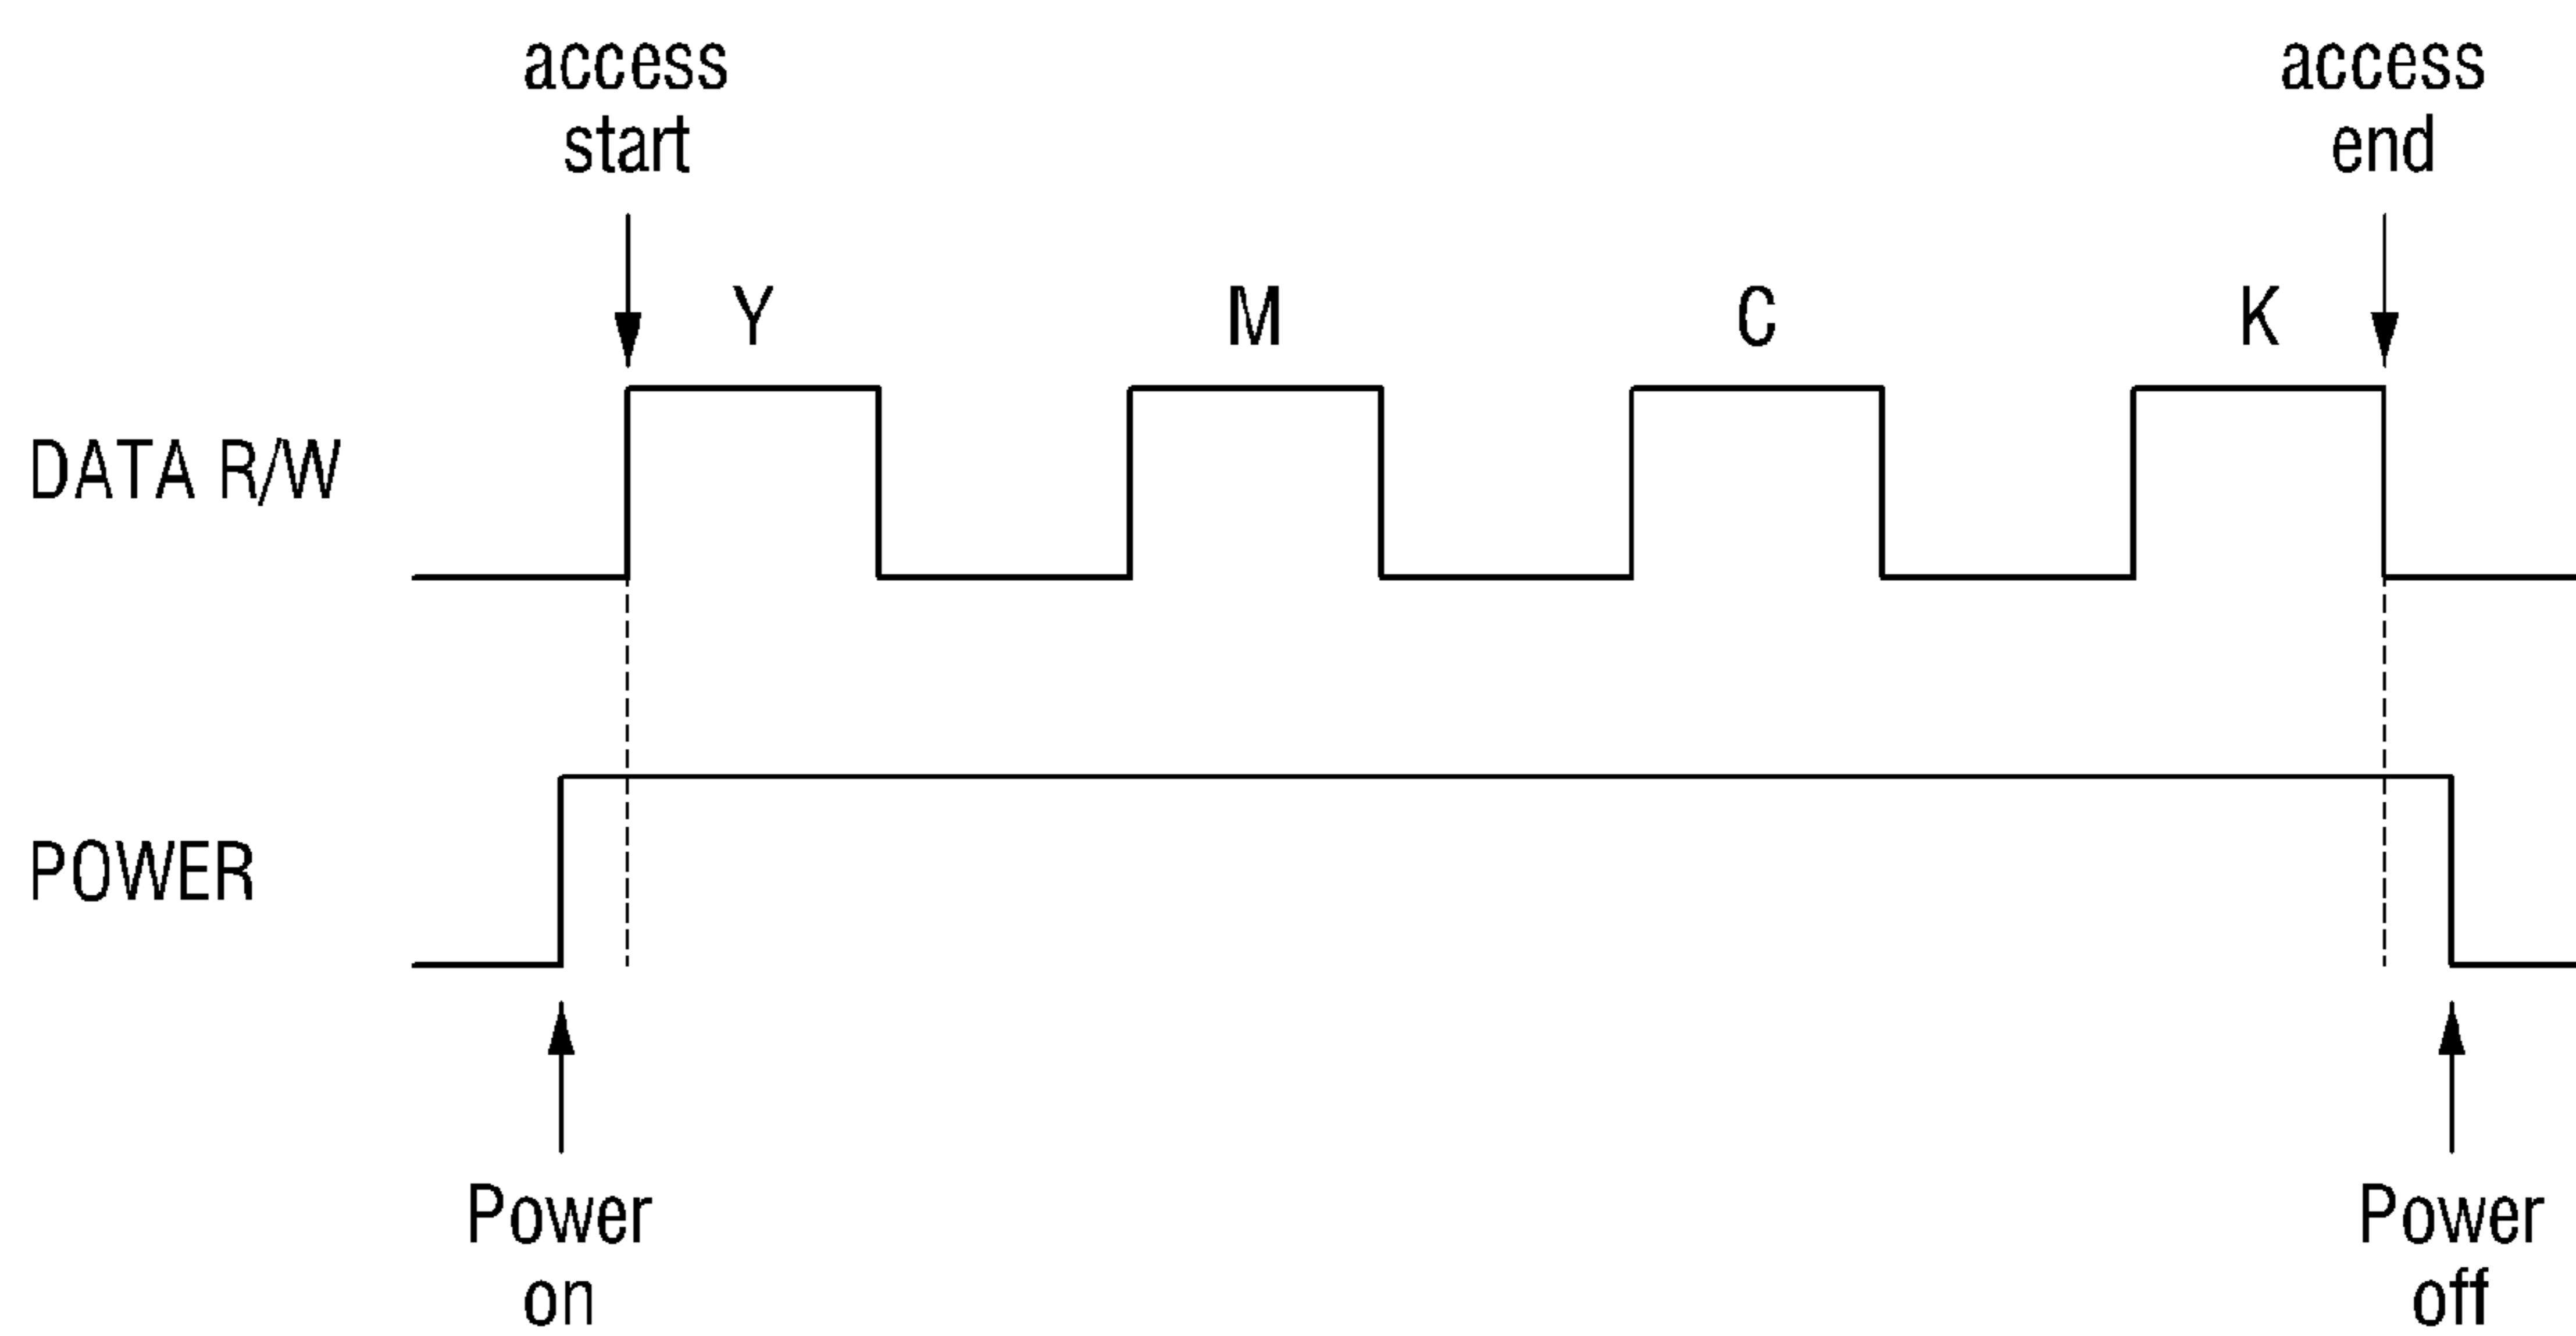 access
start
access
end
Y
M
C
K
DATA R/W
POWER
Power
on
Power
off